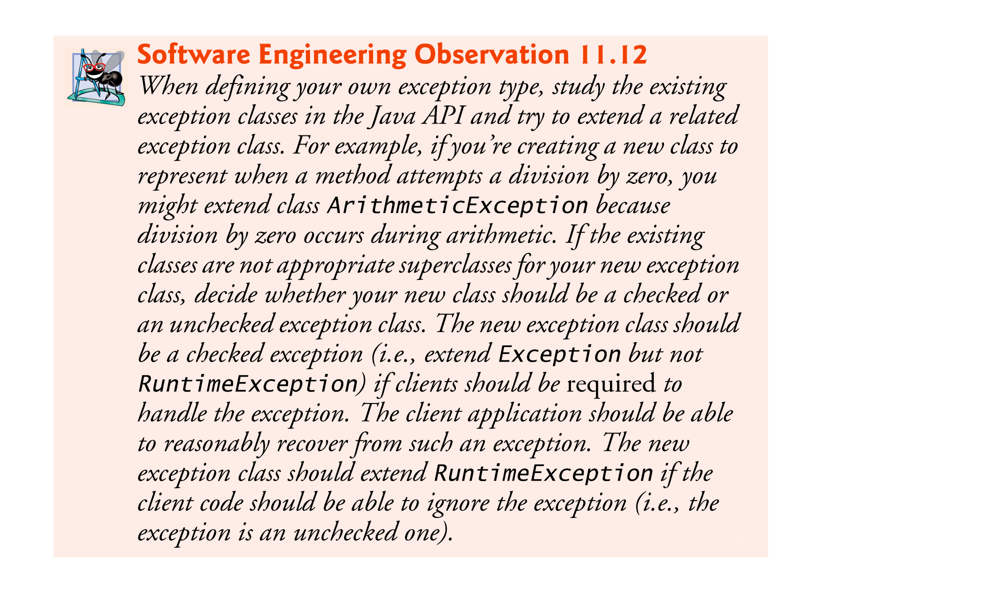 Software Engineering Observation 11.12
When defining your own exception type, study the existing
exception classes in the Java API and try to extend a related
exception class. For example, if you’re creating a new class to
represent when a method attempts a division by zero, you
might extend class ArithmeticException because
division by zero occurs during arithmetic. If the existing
classes are not appropriate superclasses for your new exception
class, decide whether your new class should be a checked or
an unchecked exception class. The new exception class should
be a checked exception (i.e., extend Exception but not
RuntimeException) if clients should be required to
handle the exception. The client application should be able
to reasonably recover from such an exception. The new
exception class should extend RuntimeException if the
client code should be able to ignore the exception (i.e., the
exception is an unchecked one).